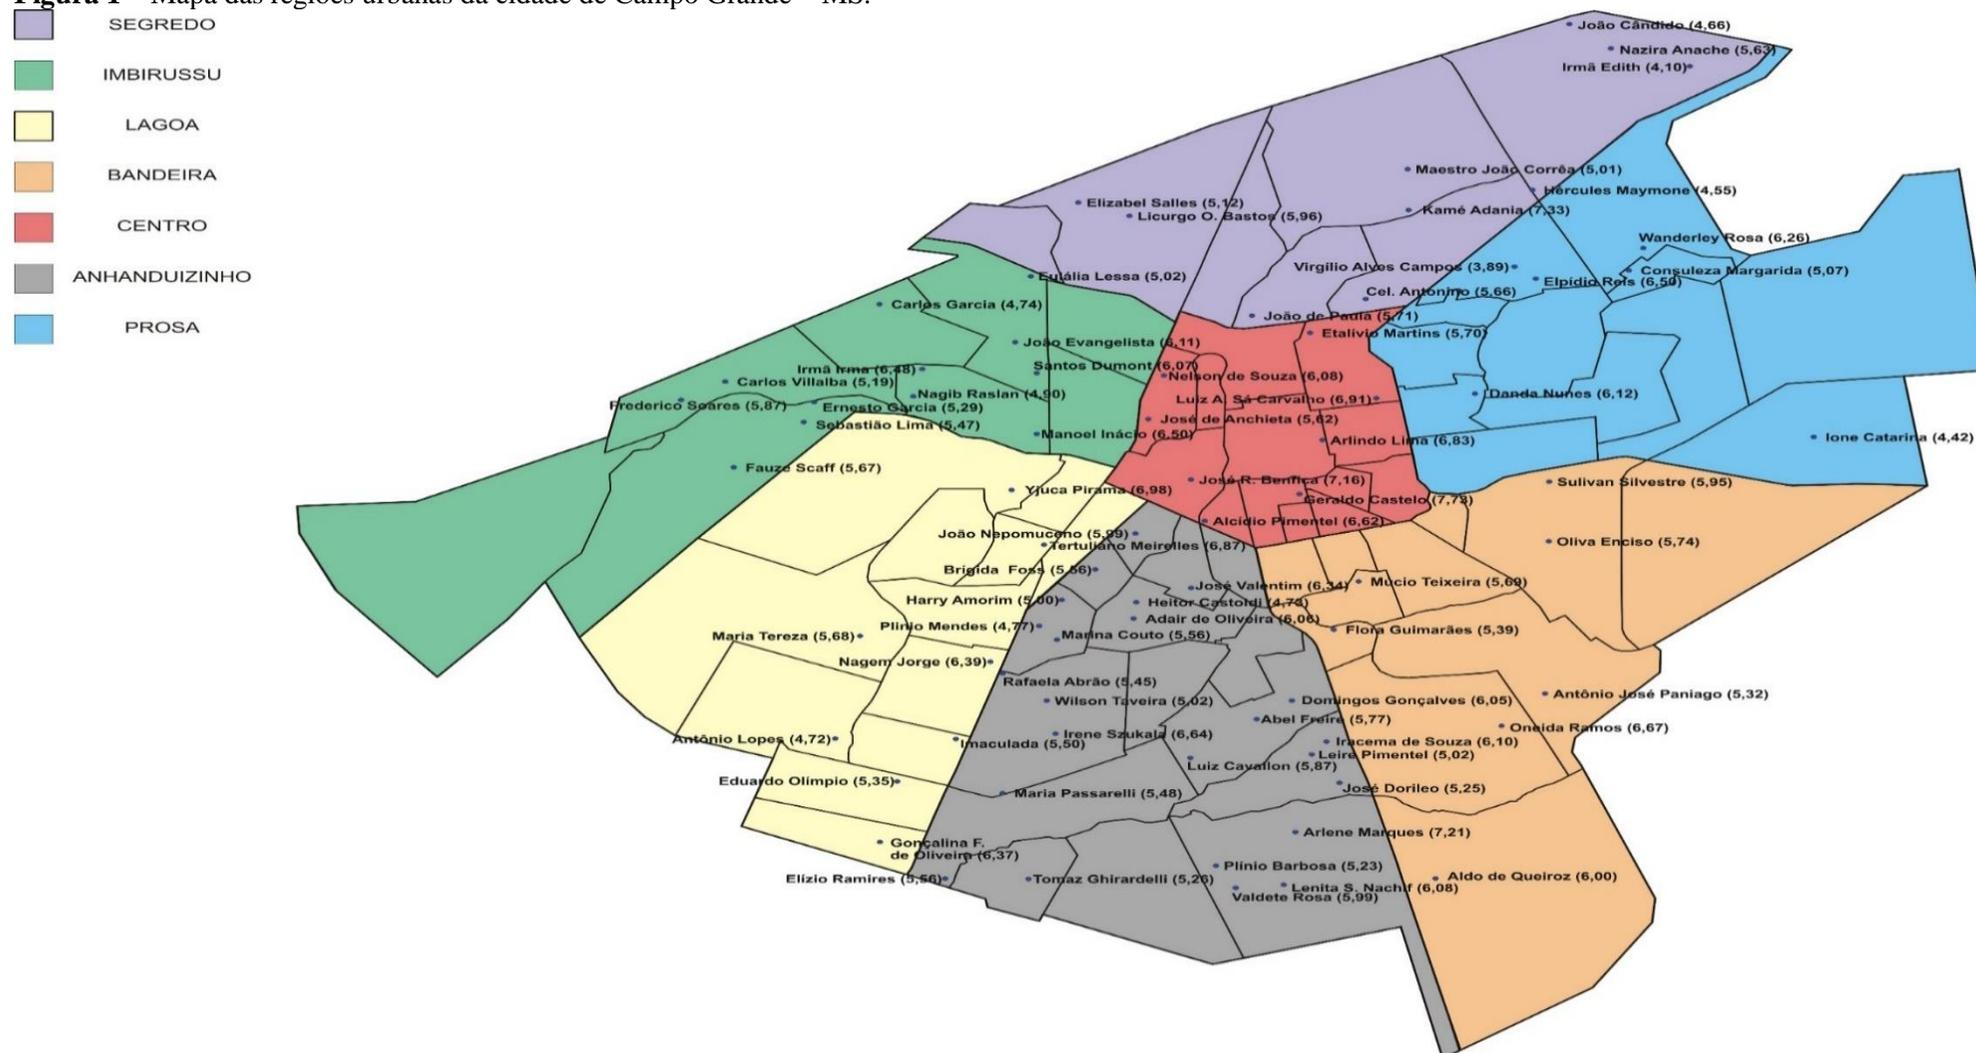 Figura 1 – Mapa das regiões urbanas da cidade de Campo Grande – MS.
SEGREDO
IMBIRUSSU
LAGOA
BANDEIRA
CENTRO
ANHANDUIZINHO
PROSA
João Cândido (4,66)
Nazira Anache (5,63)
Irmã Edith (4,10)
Maestro João Corrêa (5,01)
Hércules Maymone (4,55)
Elizabel Salles (5,12)
Licurgo O. Bastos (5,96)
Kamé Adania (7,33)
Wanderley Rosa (6,26)
Virgílio Alves Campos (3,89)
Consuleza Margarida (5,07)
Eulália Lessa (5,02)
Elpídio Reis (6,50)
Cel. Antonino (5,66)
Carlos Garcia (4,74)
João de Paula (5,71)
Etalívio Martins (5,70)
João Evangelista (6,11)
Santos Dumont (6,07)
Irmã Irma (6,48)
Nelson de Souza (6,08)
Carlos Villalba (5,19)
Nagib Raslan (4,90)
Danda Nunes (6,12)
Luiz A. Sá Carvalho (6,91)
Frederico Soares (5,87)
Ernesto Garcia (5,29)
José de Anchieta (5,62)
Sebastião Lima (5,47)
Manoel Inácio (6,50)
Arlindo Lima (6,83)
Ione Catarina (4,42)
Fauze Scaff (5,67)
José R. Benfica (7,16)
Sulivan Silvestre (5,95)
Yjuca Pirama (6,98)
Geraldo Castelo (7,73)
Alcídio Pimentel (6,62)
João Nepomuceno (5,99)
Tertuliano Meirelles (6,87)
Oliva Enciso (5,74)
Brígida Foss (5,56)
José Valentim (6,34)
Múcio Teixeira (5,69)
Harry Amorim (5,00)
Heitor Castoldi (4,73)
Adair de Oliveira (6,06)
Plínio Mendes (4,77)
Flora Guimarães (5,39)
Maria Tereza (5,68)
Marina Couto (5,56)
Nagem Jorge (6,39)
Rafaela Abrão (5,45)
Antônio José Paniago (5,32)
Wilson Taveira (5,02)
Domingos Gonçalves (6,05)
Abel Freire (5,77)
Oneida Ramos (6,67)
Irene Szukala (6,64)
Antônio Lopes (4,72)
Imaculada (5,50)
Iracema de Souza (6,10)
Leire Pimentel (5,02)
Luiz Cavallon (5,87)
Eduardo Olímpio (5,35)
José Dorileo (5,25)
Maria Passarelli (5,48)
Arlene Marques (7,21)
Gonçalina F.
de Oliveira (6,37)
Plínio Barbosa (5,23)
Elízio Ramires (5,56)
Tomaz Ghirardelli (5,26)
Aldo de Queiroz (6,00)
Lenita S. Nachif (6,08)
Valdete Rosa (5,99)